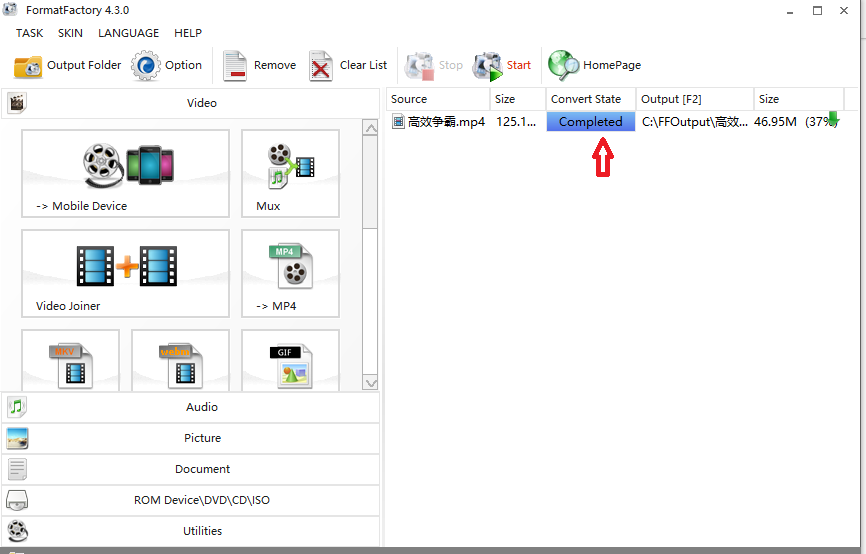 FormatFactory 4.3.0
TASK SKIN LANGUAGE HELP
Output Folder Option Remove Clear List Stop Start HomePage
Video
-> Mobile Device
Mux
Video Joiner
MP4
-> MP4
MKV
webm
GIF
Audio
Picture
Document
ROM Device\DVD\CD\ISO
Utilities
Source Size Convert State Output [F2] Size
高效争霸.mp4 125.1... Completed C:\FFOutput\高效... 46.95M (37%)